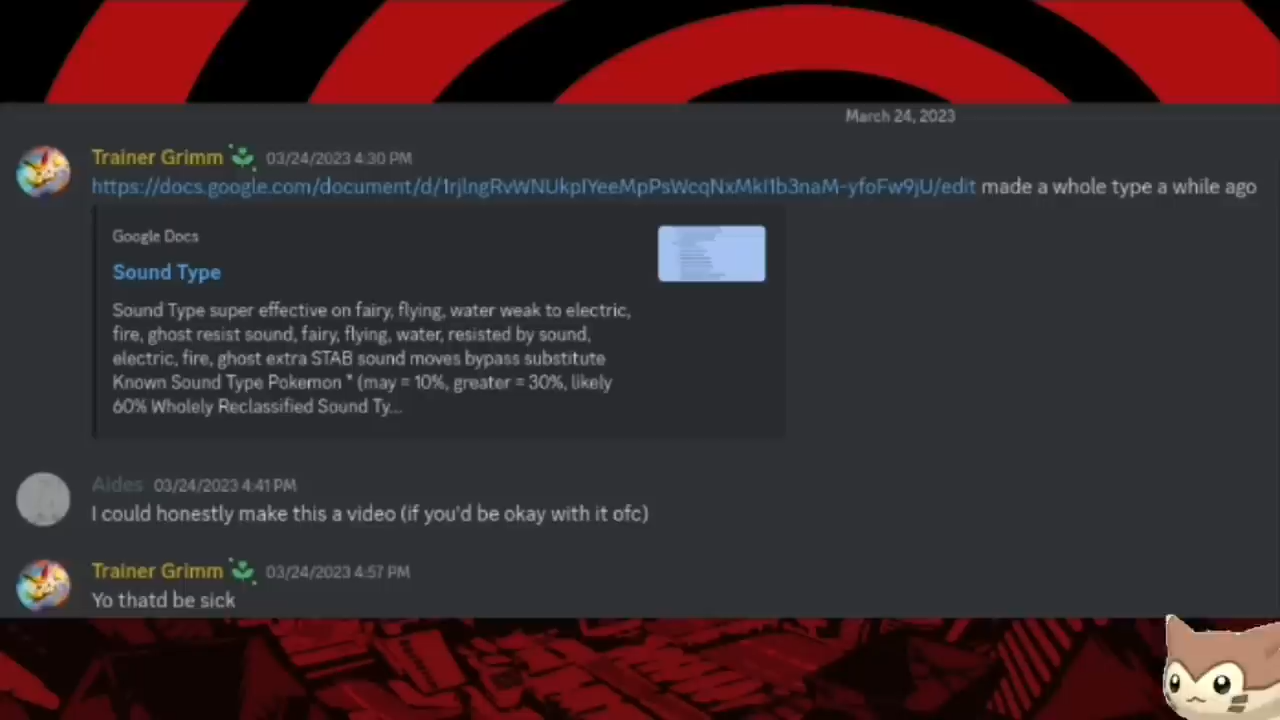 March 24, 2023
Trainer Grimm 03/24/2023 4:30 PM
https://docs.google.com/document/d/1rjlngRvWNUkpIYeeMpPsWcqNxMkI1b3naM-yfoFw9jU/edit made a whole type a while ago
Google Docs
Sound Type
Sound Type super effective on fairy, flying, water weak to electric,
fire, ghost resist sound, fairy, flying, water, resisted by sound,
electric, fire, ghost extra STAB sound moves bypass substitute
Known Sound Type Pokemon * (may = 10%, greater = 30%, likely
60% Wholely Reclassified Sound Ty...
Aldes 03/24/2023 4:41 PM
I could honestly make this a video (if you'd be okay with it ofc)
Trainer Grimm 03/24/2023 4:57 PM
Yo thatd be sick